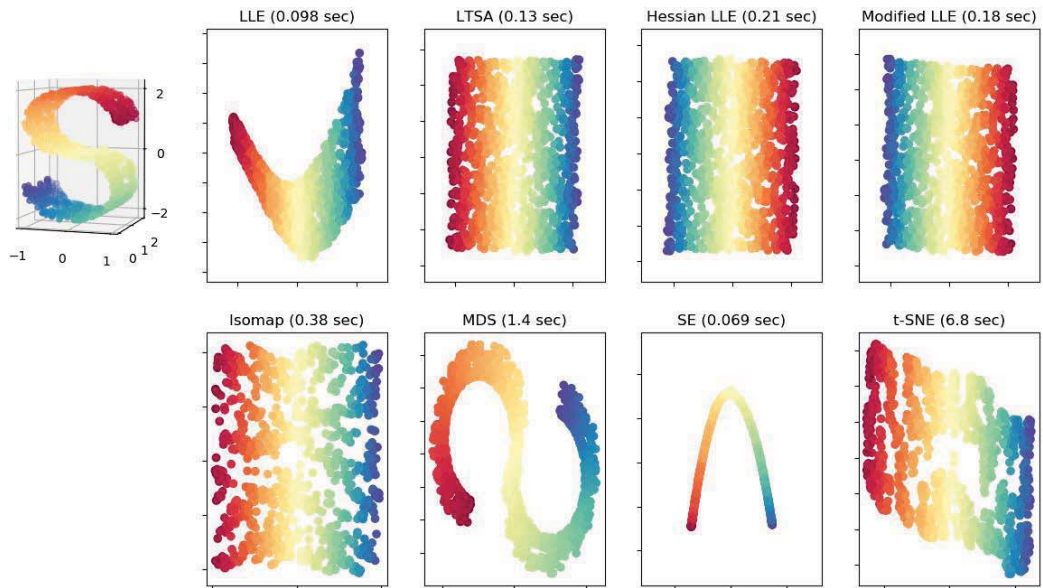 LLE (0.098 sec)
LTSA (0.13 sec)
Hessian LLE (0.21 sec)
Modified LLE (0.18 sec)
2
0
−2
−1
0
1
0
1
2
Isomap (0.38 sec)
MDS (1.4 sec)
SE (0.069 sec)
t-SNE (6.8 sec)